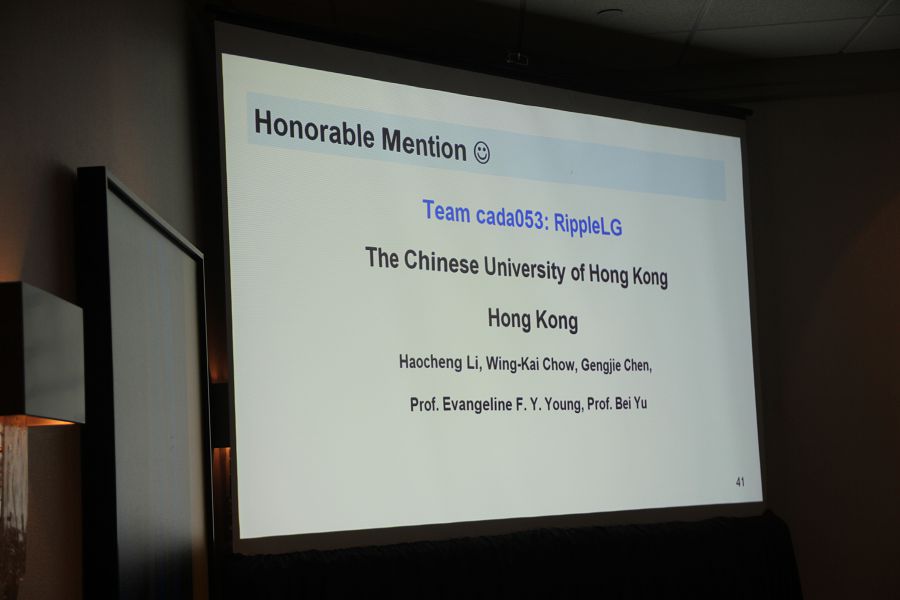 Honorable Mention ☺
Team cada053: RippleLG
The Chinese University of Hong Kong
Hong Kong
Haocheng Li, Wing-Kai Chow, Gengjie Chen,
Prof. Evangeline F. Y. Young, Prof. Bei Yu
41